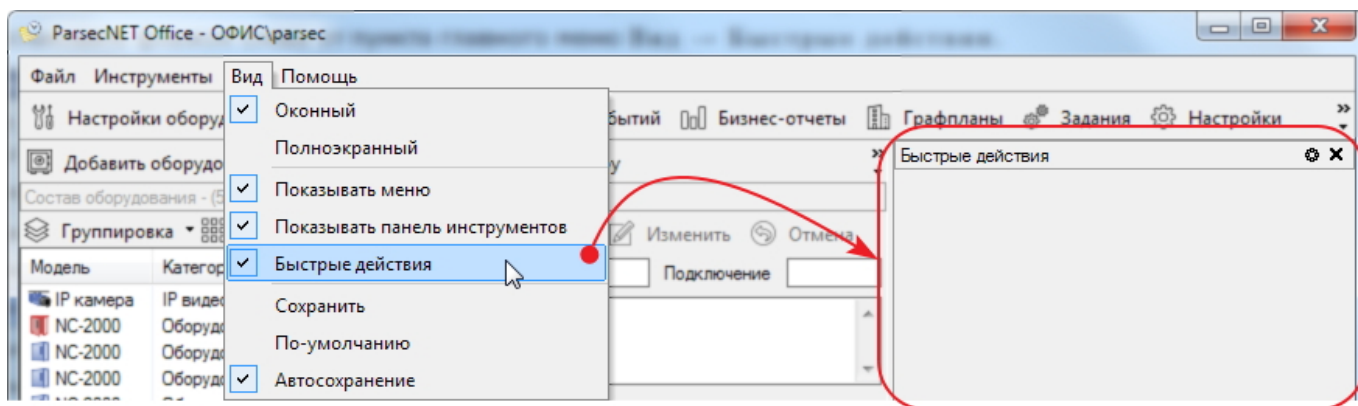 ParsecNET Office - ОФИС\parsec
Файл Инструменты Вид Помощь
Настройки оборуд
бытий Бизнес-отчеты Графпланы Задания Настройки
Добавить оборудо
Состав оборудования - (5
Группировка
Изменить Отмена
Модель Категор
Подключение
IP камера IP видео
NC-2000 Оборудо
NC-2000 Оборудо
NC-2000 Оборудо
Оконный
Полноэкранный
Показывать меню
Показывать панель инструментов
Быстрые действия
Сохранить
По-умолчанию
Автосохранение
Быстрые действия